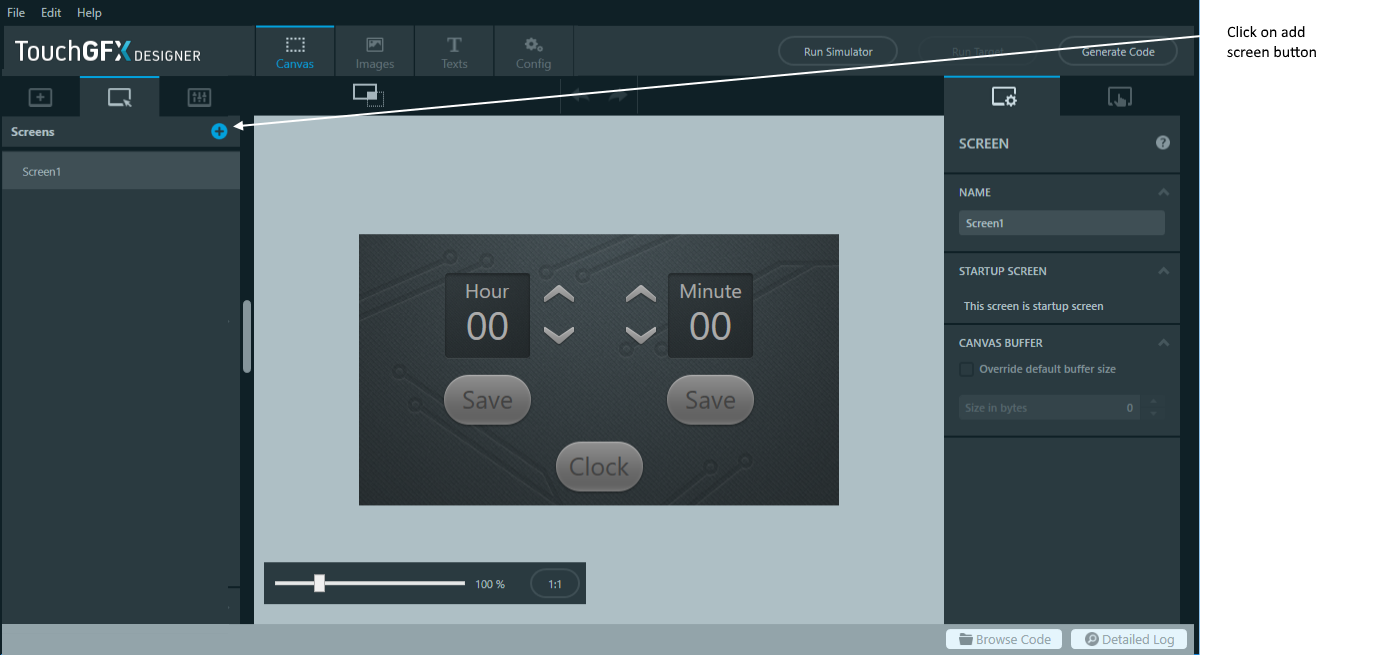 File Edit Help
TouchGFX DESIGNER
Canvas
Images
Texts
Config
Run Simulator
Run Target
Generate Code
Click on add
screen button
Screens
Screen1
Hour
00
Minute
00
Save
Save
Clock
100 %
1:1
SCREEN
?
NAME
Screen1
STARTUP SCREEN
This screen is startup screen
CANVAS BUFFER
Override default buffer size
Size in bytes 0
Browse Code
Detailed Log